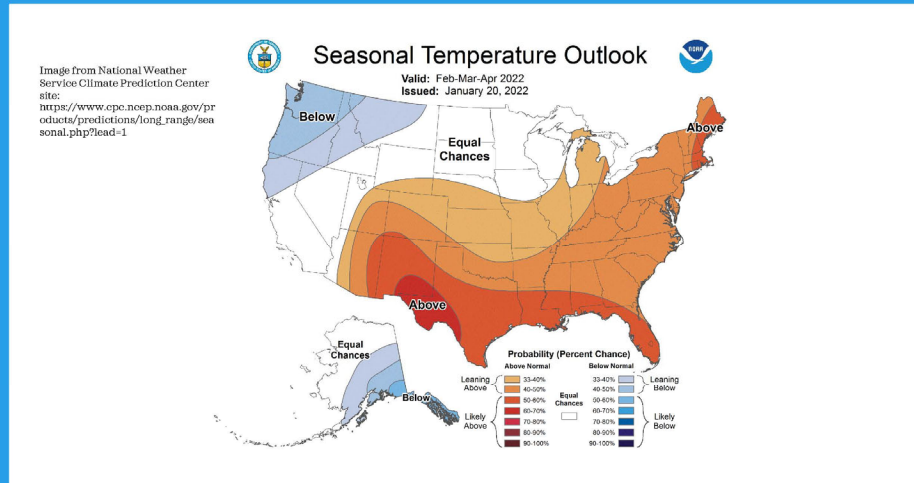 Image from National Weather
Service Climate Prediction Center
site:
https://www.cpc.ncep.noaa.gov/pr
oducts/predictions/long_range/sea
sonal.php?lead=1
Seasonal Temperature Outlook
NOAA
Valid: Feb-Mar-Apr 2022
Issued: January 20, 2022
Below
Equal
Chances
Above
Above
Equal
Chances
Below
Probability (Percent Chance)
Above Normal
Below Normal
Leaning
Above
33-40%
40-50%
Likely
Above
50-60%
60-70%
70-80%
80-90%
90-100%
Equal
Chances
33-40%
40-50%
Leaning
Below
90-60%
60-70%
70-80%
80-90%
90-100%
Likely
Below